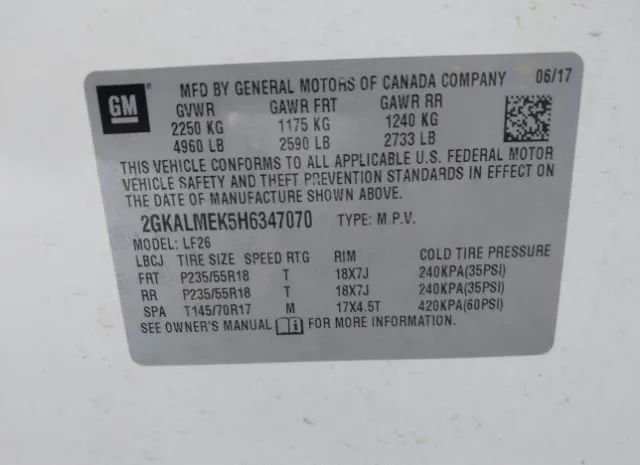 GM ®
MFD BY GENERAL MOTORS OF CANADA COMPANY 06/17
GVWR GAWR FRT GAWR RR
2250 KG 1175 KG 1240 KG
4960 LB 2590 LB 2733 LB
THIS VEHICLE CONFORMS TO ALL APPLICABLE U.S. FEDERAL MOTOR
VEHICLE SAFETY AND THEFT PREVENTION STANDARDS IN EFFECT ON
THE DATE OF MANUFACTURE SHOWN ABOVE.
2GKALMEK5H6347070 TYPE: M.P.V.
MODEL: LF26
LBCJ TIRE SIZE SPEED RTG RIM COLD TIRE PRESSURE
FRT P235/55R18 T 18X7J 240KPA(35PSI)
RR P235/55R18 T 18X7J 240KPA(35PSI)
SPA T145/70R17 M 17X4.5T 420KPA(60PSI)
SEE OWNER'S MANUAL FOR MORE INFORMATION.